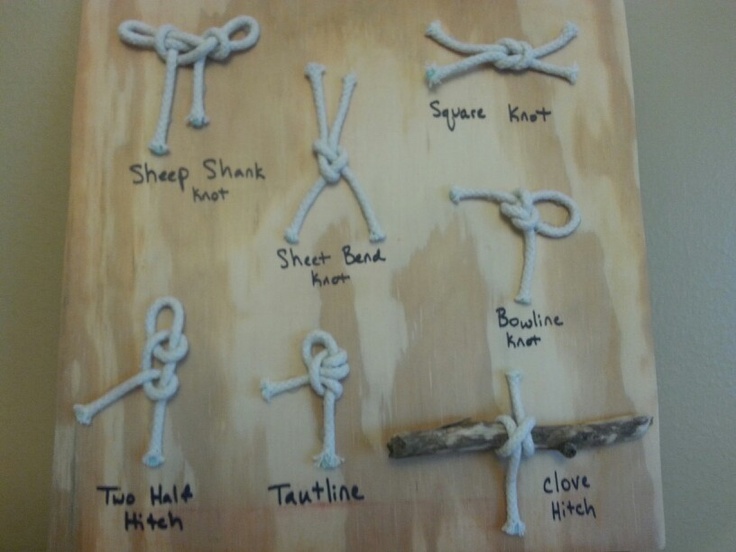 Square Knot
Sheep Shank
Knot
Sheet Bend
Knot
Bowline
Knot
Two Half
Hitch
Tautline
Clove
Hitch